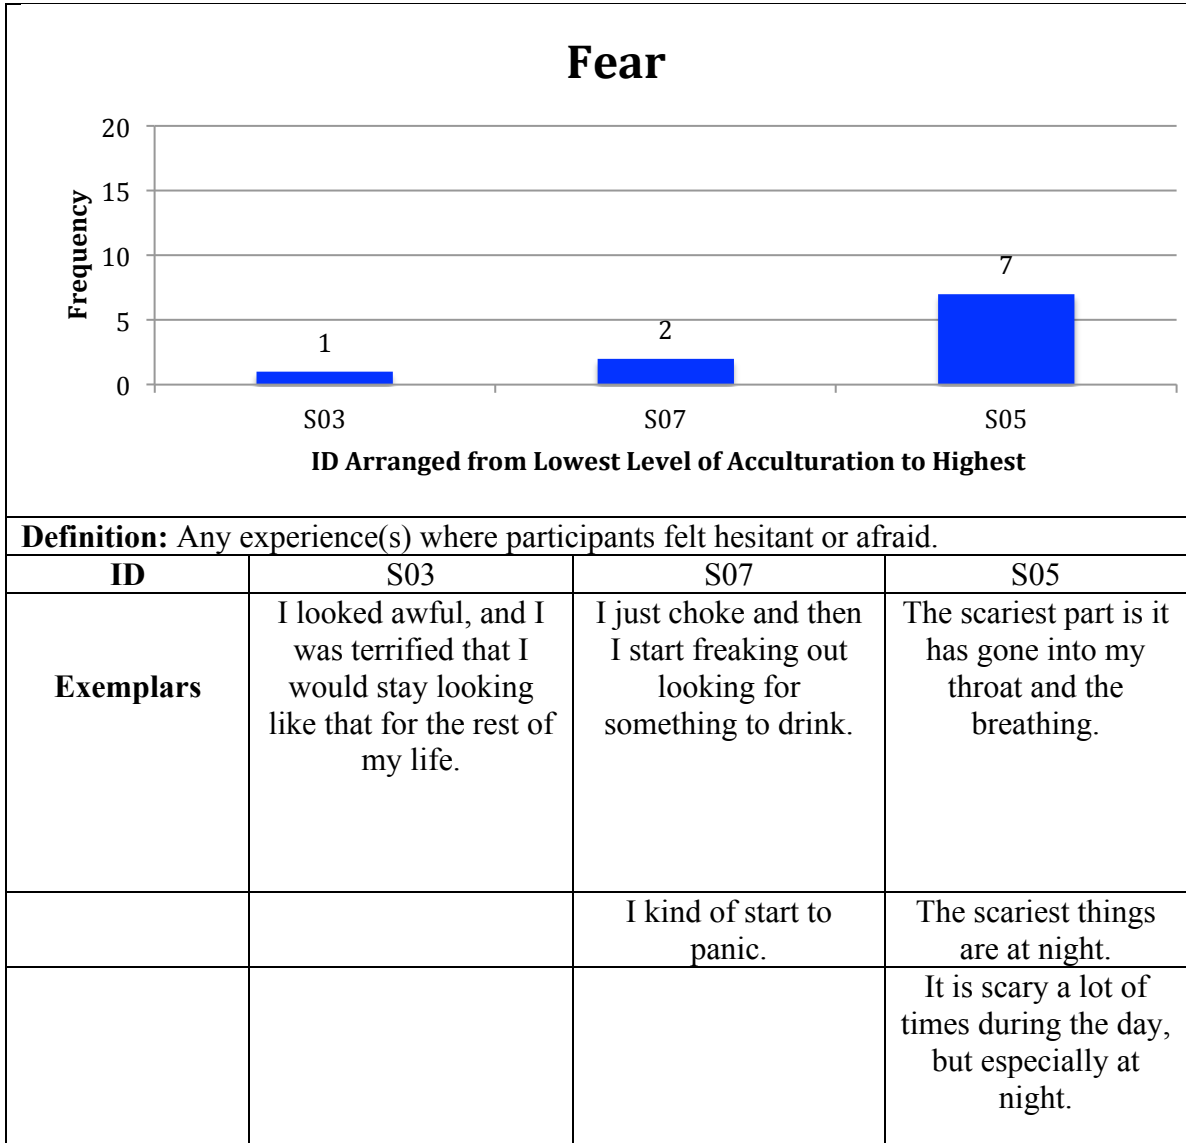 Fear
20
15
10
5
0
Frequency
1
2
7
S03
S07
S05
ID Arranged from Lowest Level of Acculturation to Highest
Definition: Any experience(s) where participants felt hesitant or afraid.
ID
S03
S07
S05
Exemplars
I looked awful, and I
was terrified that I
would stay looking
like that for the rest of
my life.
I just choke and then
I start freaking out
looking for
something to drink.
The scariest part is it
has gone into my
throat and the
breathing.
I kind of start to
panic.
The scariest things
are at night.
It is scary a lot of
times during the day,
but especially at
night.